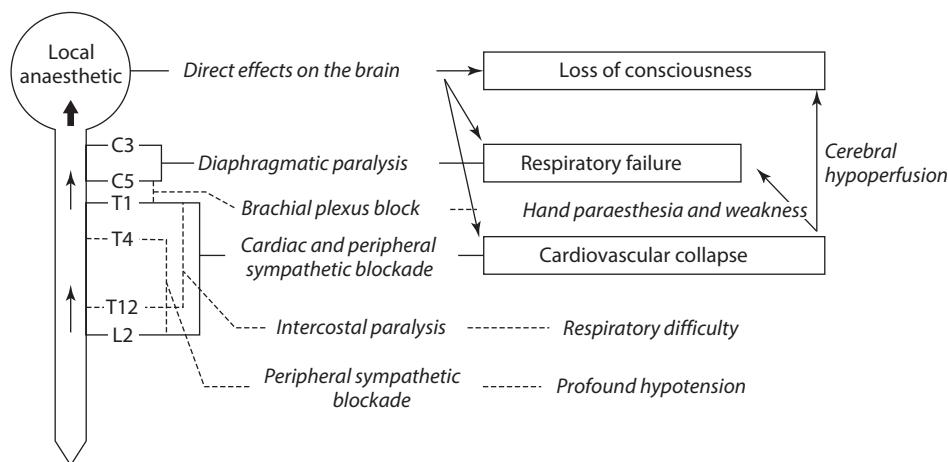 Local
anaesthetic
Direct effects on the brain
Loss of consciousness
C3
Diaphragmatic paralysis
Respiratory failure
Cerebral
hypoperfusion
C5
T1
Brachial plexus block
Hand paraesthesia and weakness
T4
Cardiac and peripheral
sympathetic blockade
Cardiovascular collapse
T12
Intercostal paralysis
Respiratory difficulty
L2
Peripheral sympathetic
blockade
Profound hypotension